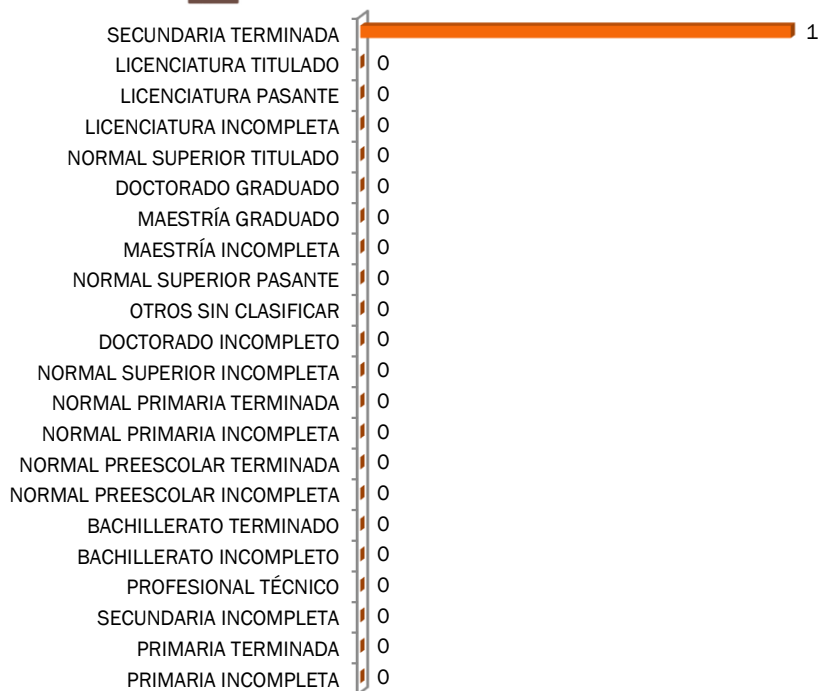 SECUNDARIA TERMINADA 1
LICENCIATURA TITULADO 0
LICENCIATURA PASANTE 0
LICENCIATURA INCOMPLETA 0
NORMAL SUPERIOR TITULADO 0
DOCTORADO GRADUADO 0
MAESTRÍA GRADUADO 0
MAESTRÍA INCOMPLETA 0
NORMAL SUPERIOR PASANTE 0
OTROS SIN CLASIFICAR 0
DOCTORADO INCOMPLETO 0
NORMAL SUPERIOR INCOMPLETA 0
NORMAL PRIMARIA TERMINADA 0
NORMAL PRIMARIA INCOMPLETA 0
NORMAL PREESCOLAR TERMINADA 0
NORMAL PREESCOLAR INCOMPLETA 0
BACHILLERATO TERMINADO 0
BACHILLERATO INCOMPLETO 0
PROFESIONAL TÉCNICO 0
SECUNDARIA INCOMPLETA 0
PRIMARIA TERMINADA 0
PRIMARIA INCOMPLETA 0